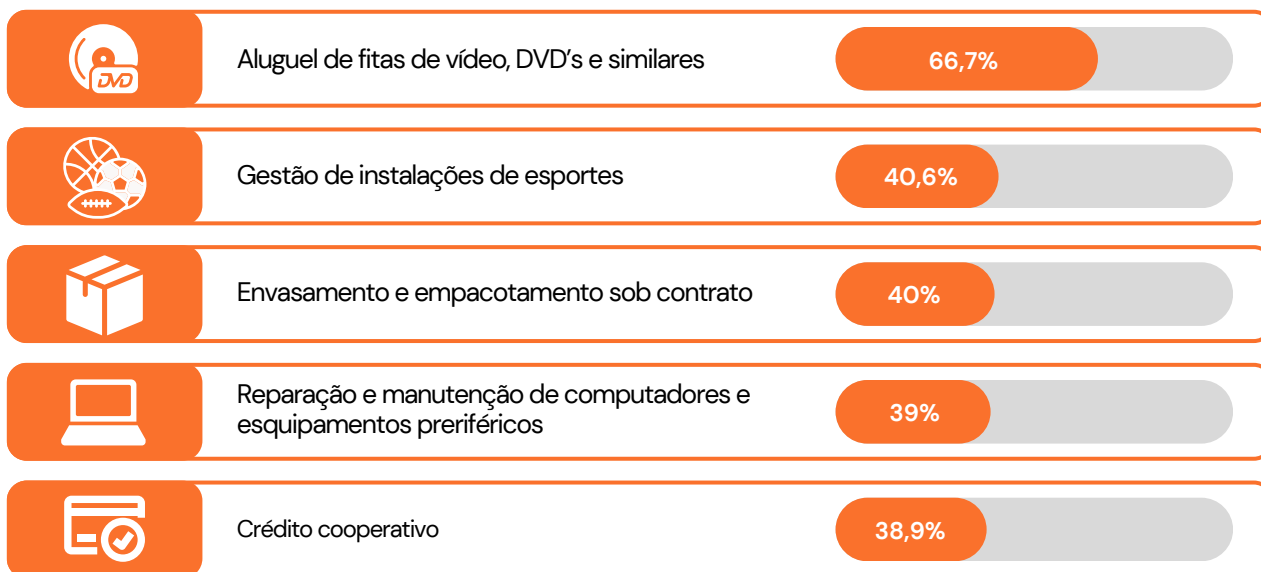 DVD
Aluguel de fitas de vídeo, DVD's e similares
66,7%
Gestão de instalações de esportes
40,6%
Envasamento e empacotamento sob contrato
40%
Reparação e manutenção de computadores e
esquipamentos preriféricos
39%
Crédito cooperativo
38,9%